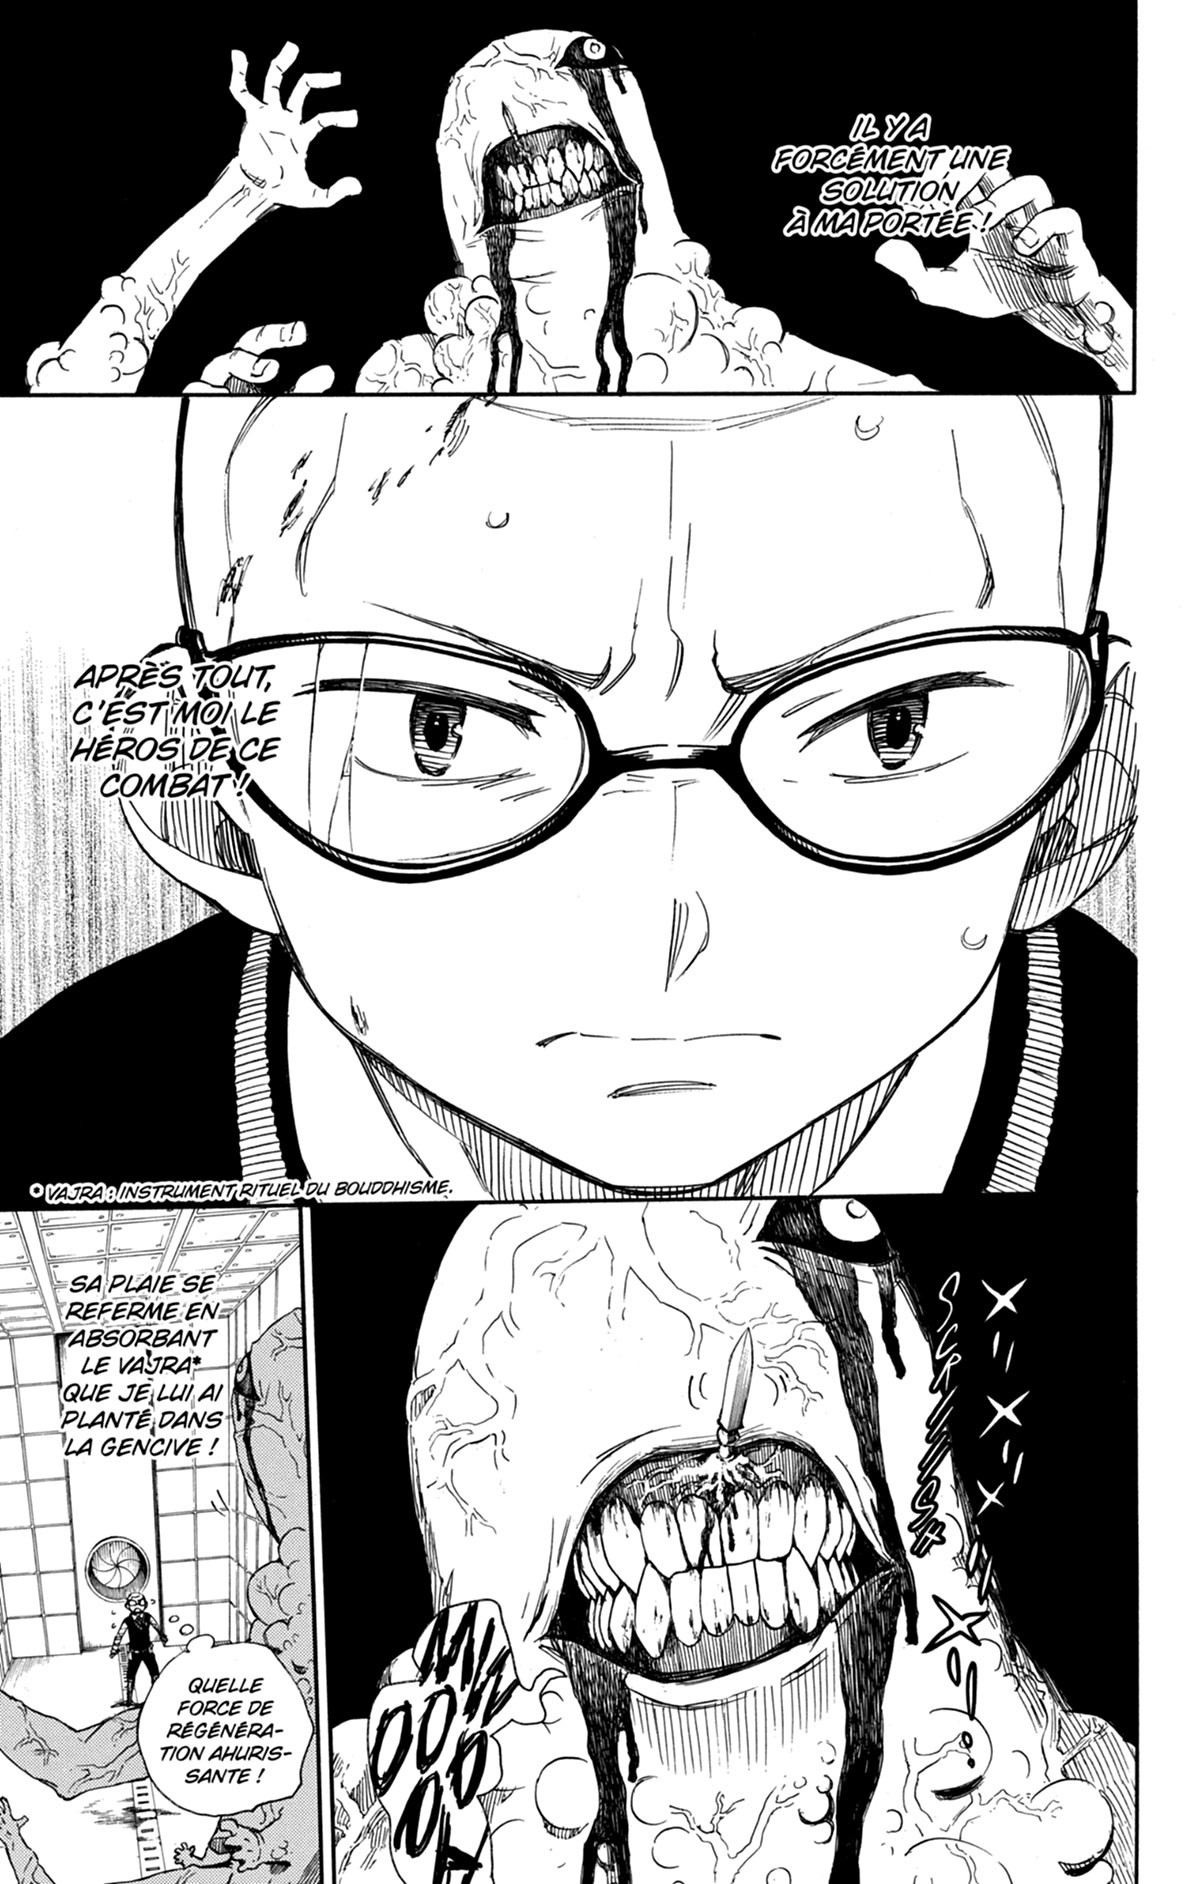 IL Y A
FORCÉMENT UNE
SOLUTION
À MA PORTÉE !
APRÈS TOUT,
C'EST MOI LE
HÉROS DE CE
COMBAT !
* VAJRA : INSTRUMENT RITUEL DU BOUDDHISME.
SA PLAIE SE
REFERME EN
ABSORBANT
LE VAJRA*
QUE JE LUI AI
PLANTÉ DANS
LA GENCIVE !
QUELLE
FORCE DE
RÉGÉNÉRA-
TION AHURIS-
SANTE !